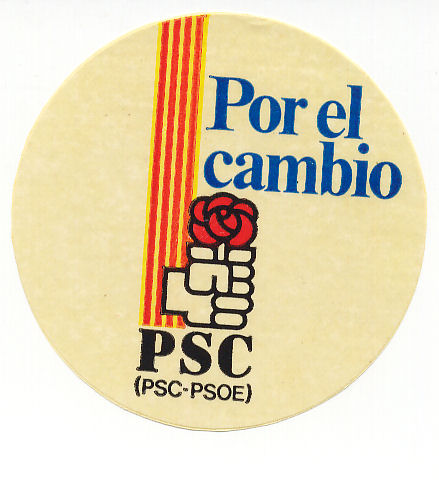 Por el
cambio
PSC
(PSC-PSOE)